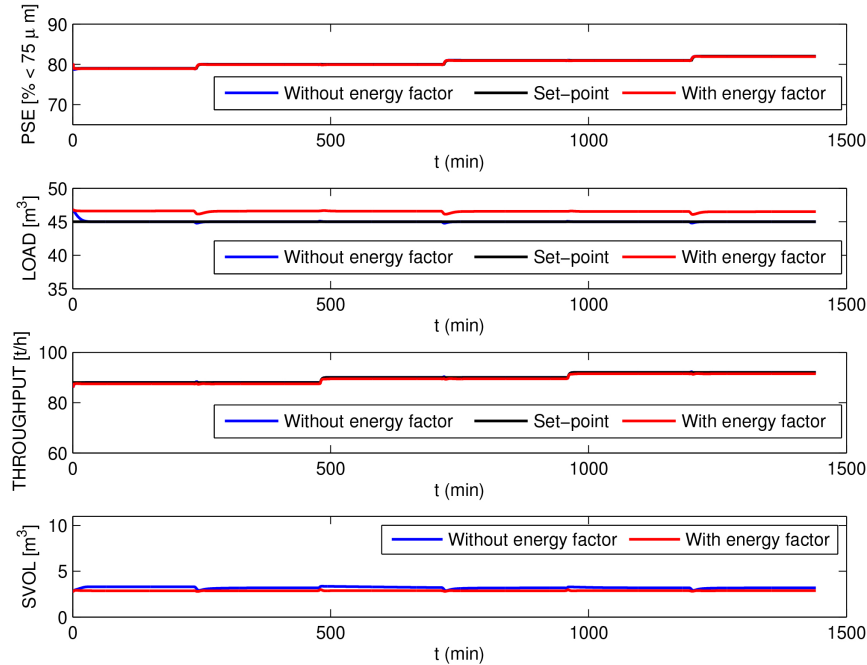 90
80
70
PSE [% < 75 μ m]
Without energy factor Set−point With energy factor
0 500 1000 1500
t (min)
50
45
40
35
LOAD [m³]
Without energy factor Set−point With energy factor
0 500 1000 1500
t (min)
100
80
60
THROUGHPUT [t/h]
Without energy factor Set−point With energy factor
0 500 1000 1500
t (min)
10
5
0
SVOL [m³]
Without energy factor With energy factor
0 500 1000 1500
t (min)